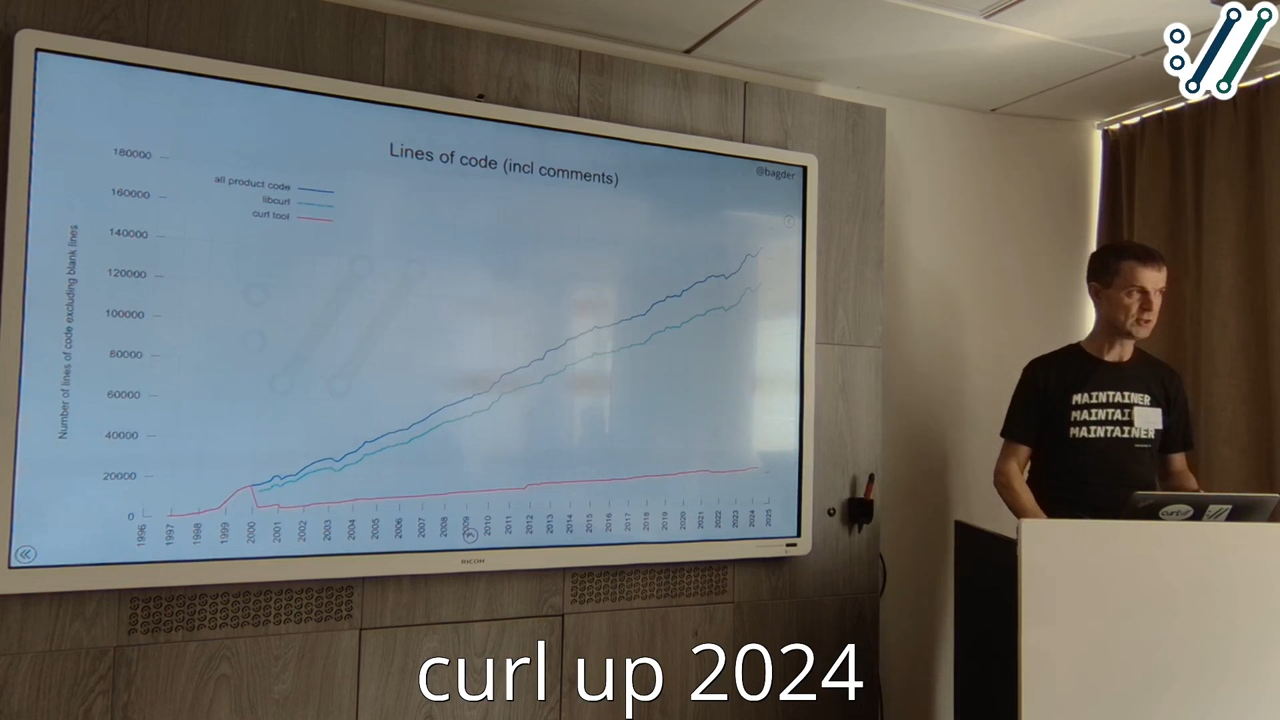 Lines of code (incl comments)
@bagder
all product code
libcurl
curl tool
Number of lines of code excluding blank lines
180000
160000
140000
120000
100000
80000
60000
40000
20000
0
1996 1997 1998 1999 2000 2001 2002 2003 2004 2005 2006 2007 2008 2009 2010 2011 2012 2013 2014 2015 2016 2017 2018 2019 2020 2021 2022 2023 2024 2025
RICOH
MAINTAINER
MAINTAI
MAINTAINER
curl://
curl up 2024